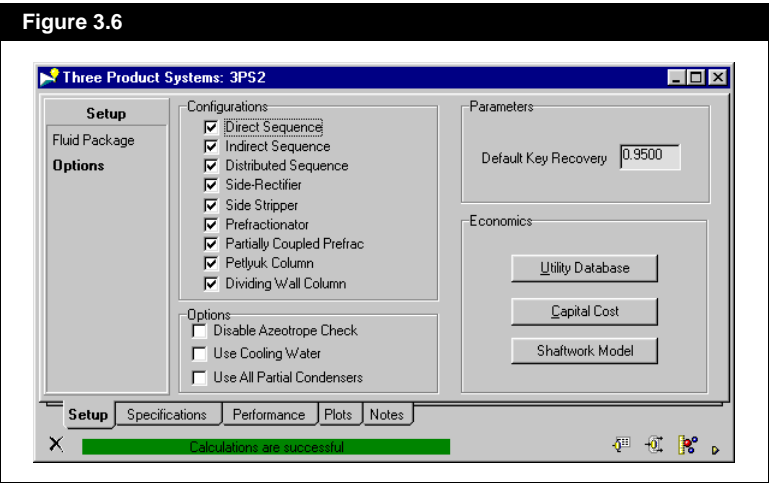 Figure 3.6
Three Product Systems: 3PS2
Setup
Fluid Package
Options
Configurations
Direct Sequence
Indirect Sequence
Distributed Sequence
Side-Rectifier
Side Stripper
Prefractionator
Partially Coupled Prefrac
Petlyuk Column
Dividing Wall Column
Options
Disable Azeotrope Check
Use Cooling Water
Use All Partial Condensers
Parameters
Default Key Recovery 0.9500
Economics
Utility Database
Capital Cost
Shaftwork Model
Setup Specifications Performance Plots Notes
Calculations are successful